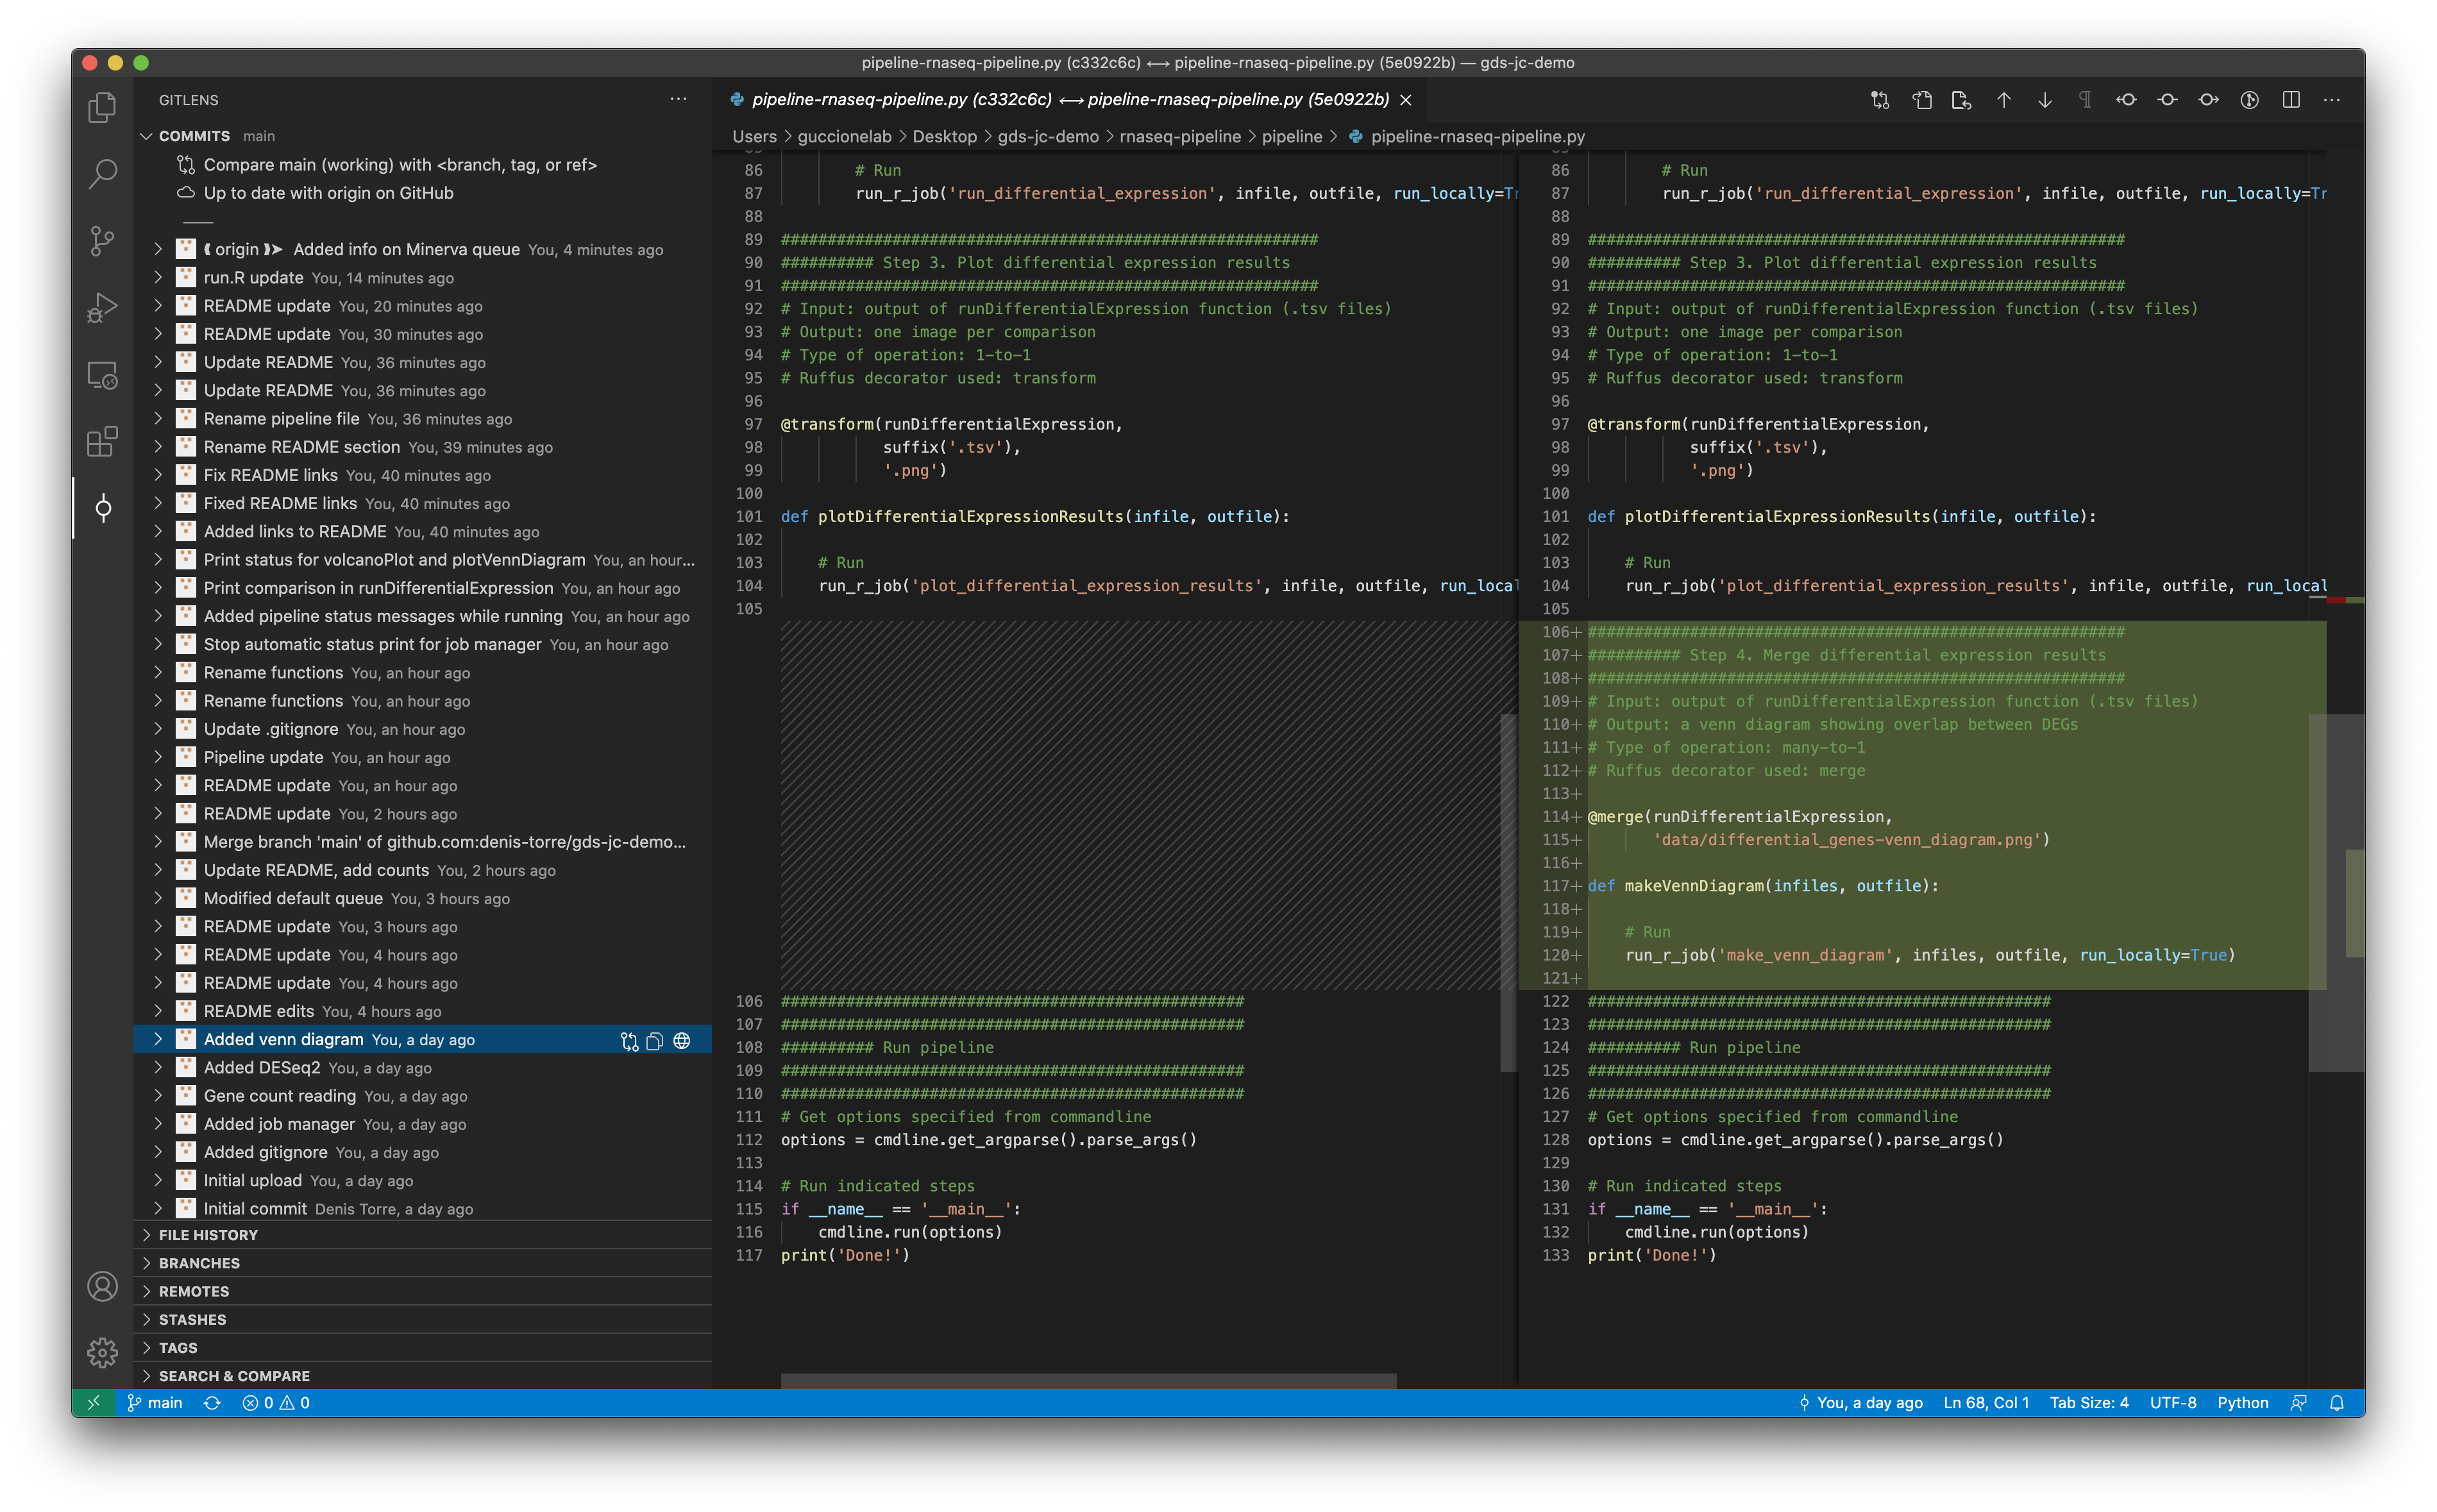 pipeline-rnaseq-pipeline.py (c332c6c) ⟷ pipeline-rnaseq-pipeline.py (5e0922b) — gds-jc-demo
GITLENS
COMMITS main
Compare main (working) with <branch, tag, or ref>
Up to date with origin on GitHub
origin Added info on Minerva queue You, 4 minutes ago
run.R update You, 14 minutes ago
README update You, 20 minutes ago
README update You, 30 minutes ago
Update README You, 36 minutes ago
Update README You, 36 minutes ago
Rename pipeline file You, 36 minutes ago
Rename README section You, 39 minutes ago
Fix README links You, 40 minutes ago
Fixed README links You, 40 minutes ago
Added links to README You, 40 minutes ago
Print status for volcanoPlot and plotVennDiagram You, an hour...
Print comparison in runDifferentialExpression You, an hour ago
Added pipeline status messages while running You, an hour ago
Stop automatic status print for job manager You, an hour ago
Rename functions You, an hour ago
Rename functions You, an hour ago
Update .gitignore You, an hour ago
Pipeline update You, an hour ago
README update You, an hour ago
README update You, 2 hours ago
Merge branch 'main' of github.com:denis-torre/gds-jc-demo...
Update README, add counts You, 2 hours ago
Modified default queue You, 3 hours ago
README update You, 3 hours ago
README update You, 4 hours ago
README update You, 4 hours ago
README edits You, 4 hours ago
Added venn diagram You, a day ago
Added DESeq2 You, a day ago
Gene count reading You, a day ago
Added job manager You, a day ago
Added gitignore You, a day ago
Initial upload You, a day ago
Initial commit Denis Torre, a day ago
FILE HISTORY
BRANCHES
REMOTES
STASHES
TAGS
SEARCH & COMPARE
pipeline-rnaseq-pipeline.py (c332c6c) ⟷ pipeline-rnaseq-pipeline.py (5e0922b)
Users > guccionelab > Desktop > gds-jc-demo > rnaseq-pipeline > pipeline > pipeline-rnaseq-pipeline.py
86 # Run
87 run_r_job('run_differential_expression', infile, outfile, run_locally=Tr
88
89 ##########################################################
90 ########## Step 3. Plot differential expression results
91 ##########################################################
92 # Input: output of runDifferentialExpression function (.tsv files)
93 # Output: one image per comparison
94 # Type of operation: 1-to-1
95 # Ruffus decorator used: transform
96
97 @transform(runDifferentialExpression,
98 suffix('.tsv'),
99 '.png')
100
101 def plotDifferentialExpressionResults(infile, outfile):
102
103 # Run
104 run_r_job('plot_differential_expression_results', infile, outfile, run_loca
105
106 ##################################################
107 ##################################################
108 ########## Run pipeline
109 ##################################################
110 ##################################################
111 # Get options specified from commandline
112 options = cmdline.get_argparse().parse_args()
113
114 # Run indicated steps
115 if __name__ == '__main__':
116 cmdline.run(options)
117 print('Done!')
86 # Run
87 run_r_job('run_differential_expression', infile, outfile, run_locally=Tr
88
89 ##########################################################
90 ########## Step 3. Plot differential expression results
91 ##########################################################
92 # Input: output of runDifferentialExpression function (.tsv files)
93 # Output: one image per comparison
94 # Type of operation: 1-to-1
95 # Ruffus decorator used: transform
96
97 @transform(runDifferentialExpression,
98 suffix('.tsv'),
99 '.png')
100
101 def plotDifferentialExpressionResults(infile, outfile):
102
103 # Run
104 run_r_job('plot_differential_expression_results', infile, outfile, run_local
105
106+ ##########################################################
107+ ########## Step 4. Merge differential expression results
108+ ##########################################################
109+ # Input: output of runDifferentialExpression function (.tsv files)
110+ # Output: a venn diagram showing overlap between DEGs
111+ # Type of operation: many-to-1
112+ # Ruffus decorator used: merge
113+
114+ @merge(runDifferentialExpression,
115+ 'data/differential_genes-venn_diagram.png')
116+
117+ def makeVennDiagram(infiles, outfile):
118+
119+ # Run
120+ run_r_job('make_venn_diagram', infiles, outfile, run_locally=True)
121+
122 ##################################################
123 ##################################################
124 ########## Run pipeline
125 ##################################################
126 ##################################################
127 # Get options specified from commandline
128 options = cmdline.get_argparse().parse_args()
129
130 # Run indicated steps
131 if __name__ == '__main__':
132 cmdline.run(options)
133 print('Done!')
main 0 0 You, a day ago Ln 68, Col 1 Tab Size: 4 UTF-8 Python